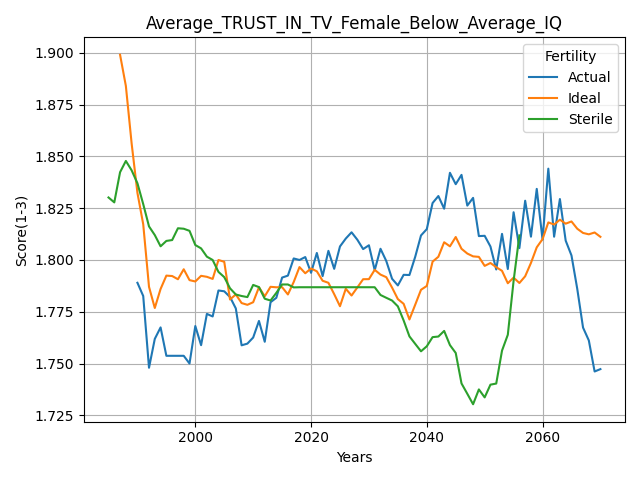 Average_TRUST_IN_TV_Female_Below_Average_IQ
Fertility
Actual
Ideal
Sterile
Score(1-3)
1.900
1.875
1.850
1.825
1.800
1.775
1.750
1.725
2000
2020
2040
2060
Years